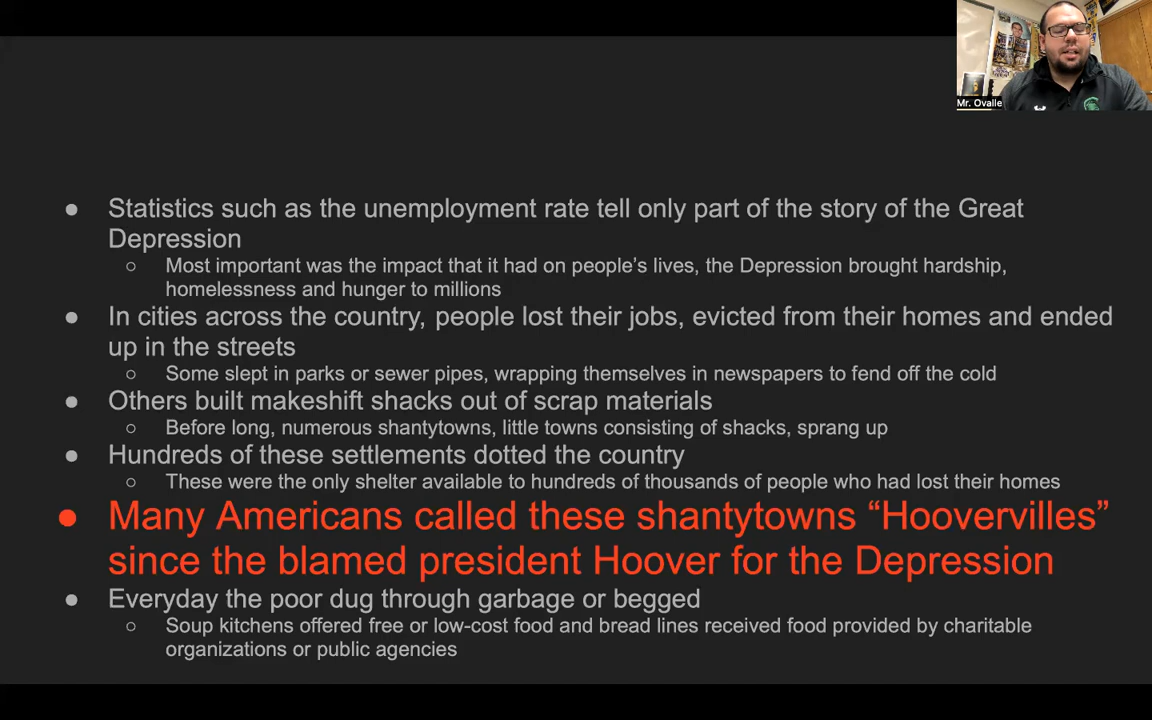 Mr. Ovalle
● Statistics such as the unemployment rate tell only part of the story of the Great
Depression
○ Most important was the impact that it had on people’s lives, the Depression brought hardship,
homelessness and hunger to millions
● In cities across the country, people lost their jobs, evicted from their homes and ended
up in the streets
○ Some slept in parks or sewer pipes, wrapping themselves in newspapers to fend off the cold
● Others built makeshift shacks out of scrap materials
○ Before long, numerous shantytowns, little towns consisting of shacks, sprang up
● Hundreds of these settlements dotted the country
○ These were the only shelter available to hundreds of thousands of people who had lost their homes
● Many Americans called these shantytowns “Hoovervilles”
since the blamed president Hoover for the Depression
● Everyday the poor dug through garbage or begged
○ Soup kitchens offered free or low-cost food and bread lines received food provided by charitable
organizations or public agencies